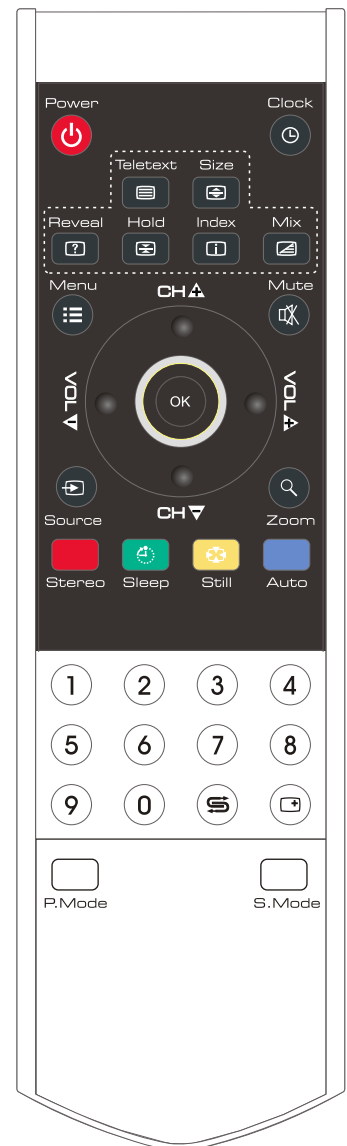 Power Clock
Teletext Size
Reveal Hold Index Mix
Menu CH + Mute
VOL - OK VOL +
Source CH - Zoom
Stereo Sleep Still Auto
1 2 3 4
5 6 7 8
9 0
P.Mode S.Mode